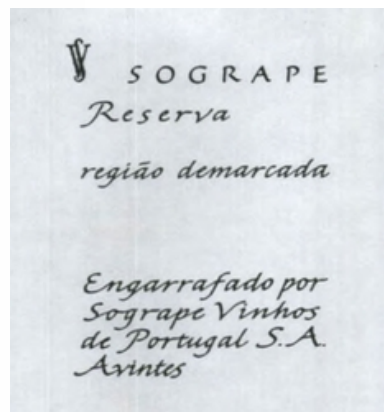 SOGRAPE
Reserva
região demarcada
Engarrafado por
Sogrape Vinhos
de Portugal S.A.
Avintes